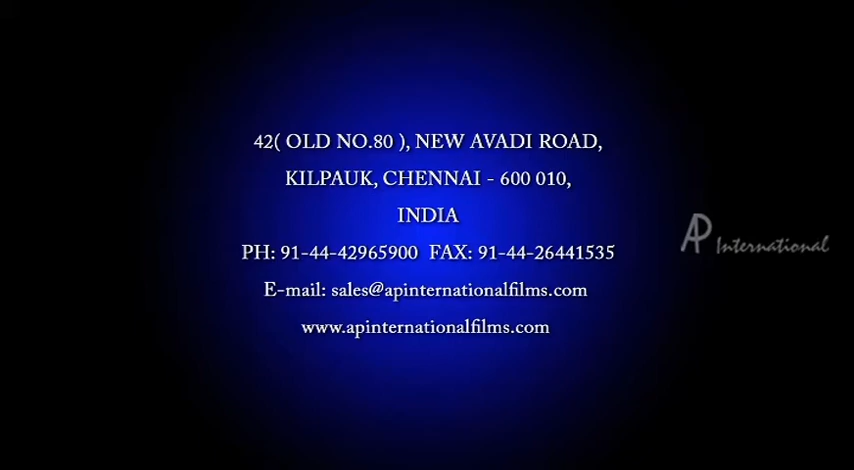 42( OLD NO.80 ), NEW AVADI ROAD,
KILPAUK, CHENNAI - 600 010,
INDIA
PH: 91-44-42965900  FAX: 91-44-26441535
E-mail: sales@apinternationalfilms.com
www.apinternationalfilms.com
AP International